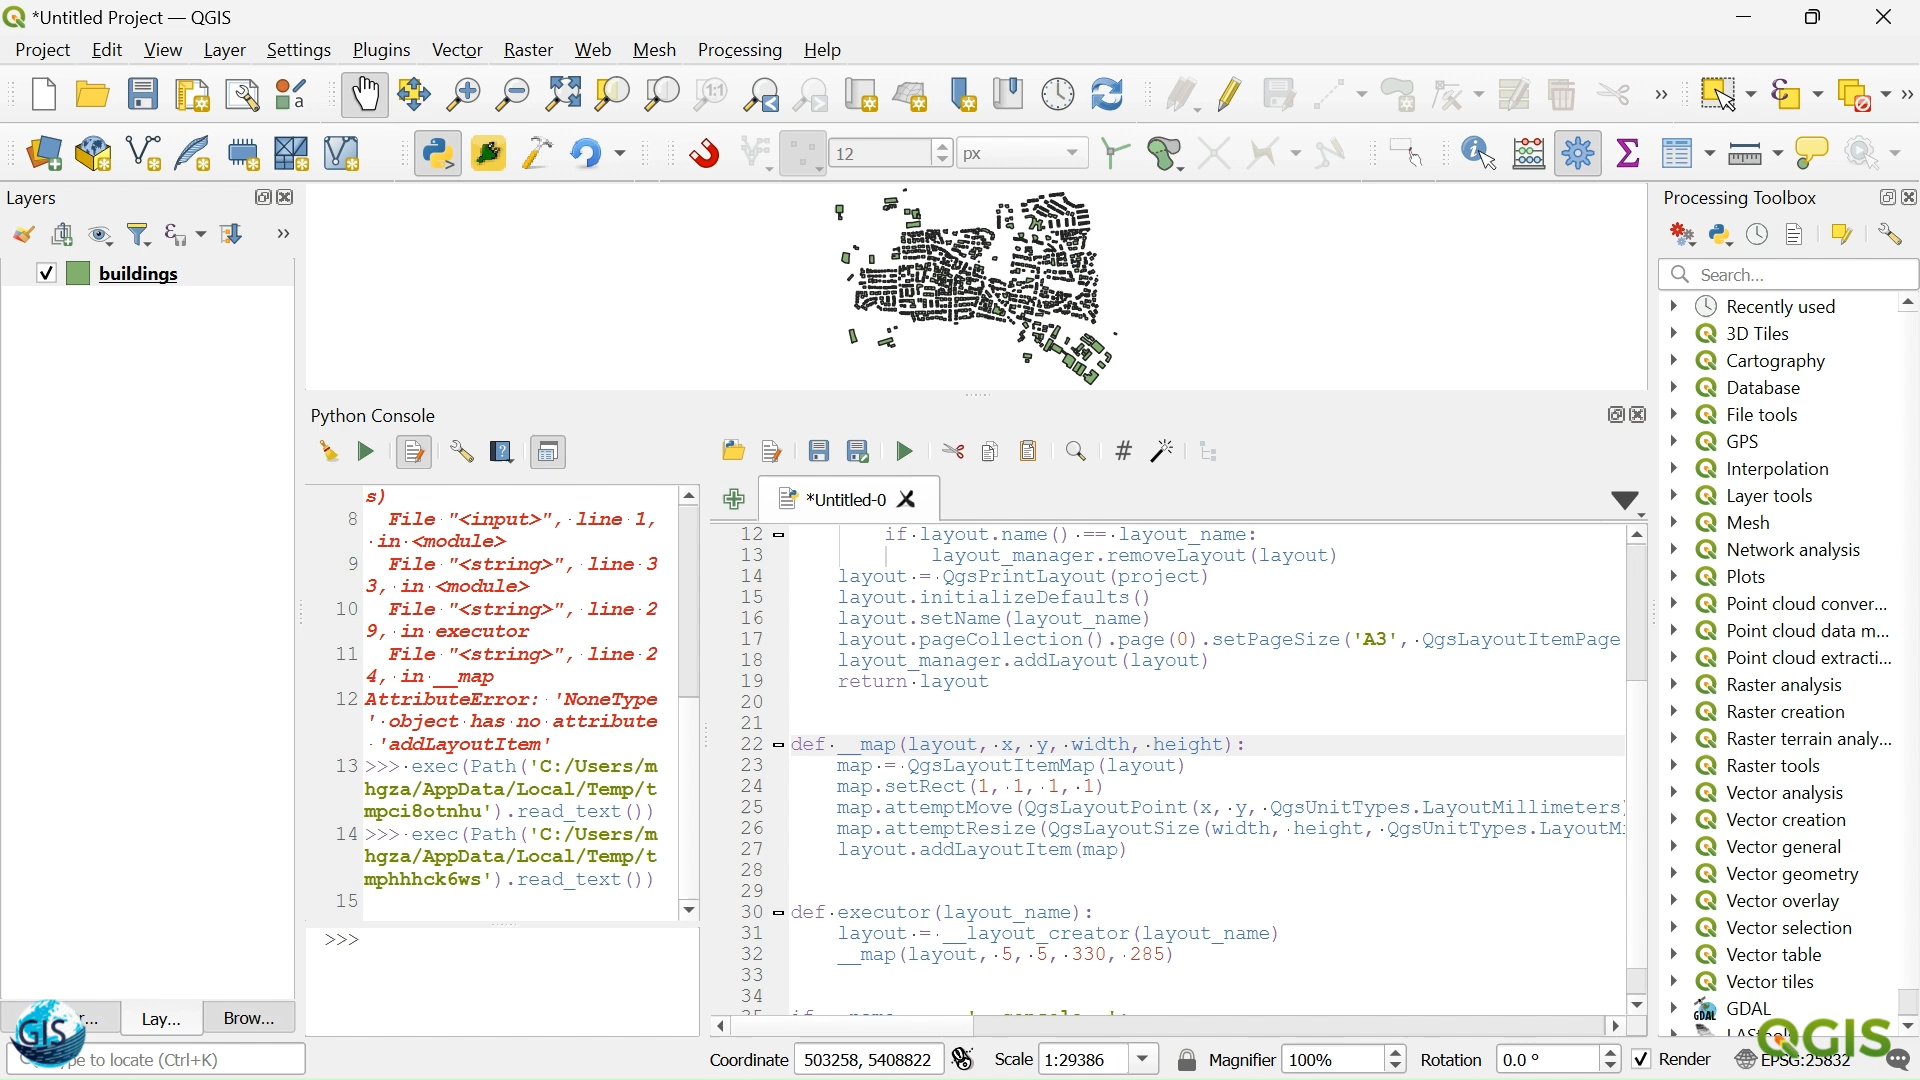 *Untitled Project — QGIS
Project Edit View Layer Settings Plugins Vector Raster Web Mesh Processing Help
12 px
Layers
buildings
Python Console
s)
8 File "<input>", line 1,
in <module>
9 File "<string>", line 3
3, in <module>
10 File "<string>", line 2
9, in executor
11 File "<string>", line 2
4, in __map
12 AttributeError: 'NoneType
' object has no attribute
'addLayoutItem'
13 >>> exec(Path('C:/Users/m
hgza/AppData/Local/Temp/t
mpci8otnhu').read_text())
14 >>> exec(Path('C:/Users/m
hgza/AppData/Local/Temp/t
mphhhck6ws').read_text())
15
>>>
*Untitled-0
12 if layout.name() == layout_name:
13 layout_manager.removeLayout(layout)
14 layout = QgsPrintLayout(project)
15 layout.initializeDefaults()
16 layout.setName(layout_name)
17 layout.pageCollection().page(0).setPageSize('A3', QgsLayoutItemPage
18 layout_manager.addLayout(layout)
19 return layout
20
21
22 def __map(layout, x, y, width, height):
23 map = QgsLayoutItemMap(layout)
24 map.setRect(1, 1, 1, 1)
25 map.attemptMove(QgsLayoutPoint(x, y, QgsUnitTypes.LayoutMillimeters
26 map.attemptResize(QgsLayoutSize(width, height, QgsUnitTypes.LayoutM
27 layout.addLayoutItem(map)
28
29
30 def executor(layout_name):
31 layout = __layout_creator(layout_name)
32 __map(layout, 5, 5, 330, 285)
33
34
Processing Toolbox
Search...
Recently used
3D Tiles
Cartography
Database
File tools
GPS
Interpolation
Layer tools
Mesh
Network analysis
Plots
Point cloud conver...
Point cloud data m...
Point cloud extracti...
Raster analysis
Raster creation
Raster terrain analy...
Raster tools
Vector analysis
Vector creation
Vector general
Vector geometry
Vector overlay
Vector selection
Vector table
Vector tiles
GDAL
Lay... Brow...
GIS
QGIS
pe to locate (Ctrl+K)
Coordinate 503258, 5408822 Scale 1:29386 Magnifier 100% Rotation 0.0 ° Render EPSG:25832